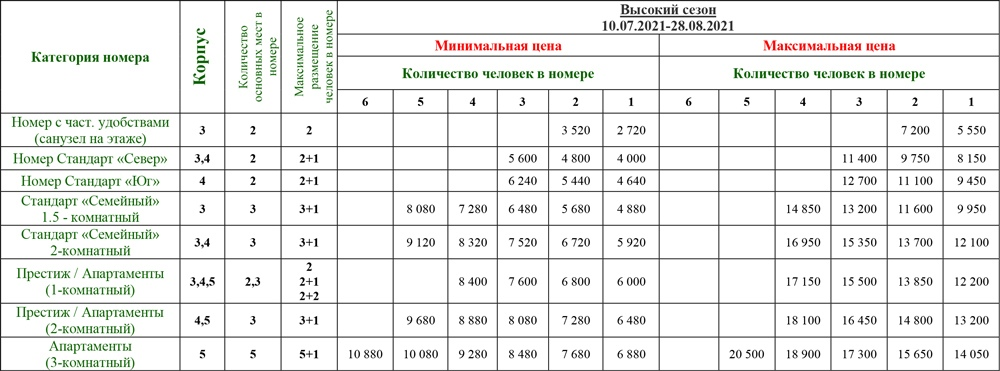 Категория номера
Корпус
Количество
основных мест в
номере
Максимальное
размещение
человек в номере
Высокий сезон
10.07.2021-28.08.2021
Минимальная цена Максимальная цена
Количество человек в номере Количество человек в номере
6 5 4 3 2 1 6 5 4 3 2 1
Номер с част. удобствами
(санузел на этаже)
3 2 2 3 520 2 720 7 200 5 550
Номер Стандарт «Север» 3,4 2 2+1 5 600 4 800 4 000 11 400 9 750 8 150
Номер Стандарт «Юг» 4 2 2+1 6 240 5 440 4 640 12 700 11 100 9 450
Стандарт «Семейный»
1.5 - комнатный
3 3 3+1 8 080 7 280 6 480 5 680 4 880 14 850 13 200 11 600 9 950
Стандарт «Семейный»
2-комнатный
3,4 3 3+1 9 120 8 320 7 520 6 720 5 920 16 950 15 350 13 700 12 100
Престиж / Апартаменты
(1-комнатный)
3,4,5 2,3
2
2+1
2+2
8 400 7 600 6 800 6 000 17 150 15 500 13 850 12 200
Престиж / Апартаменты
(2-комнатный)
4,5 3 3+1 9 680 8 880 8 080 7 280 6 480 18 100 16 450 14 800 13 200
Апартаменты
(3-комнатный)
5 5 5+1 10 880 10 080 9 280 8 480 7 680 6 880 20 500 18 900 17 300 15 650 14 050